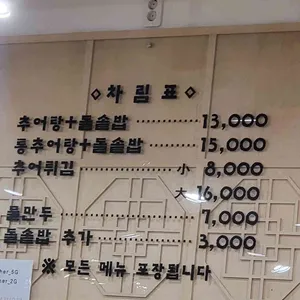 ◇ 차 림 표 ◇
추어탕+돌솥밥 ············ 13,000
통추어탕+돌솥밥 ········· 15,000
추어튀김 ················ 小 8,000
大 16,000
만두 ···················· 7,000
돌솥밥 추가 ·············· 3,000
※ 모든 메뉴 포장됩니다
her_5G
her_2G